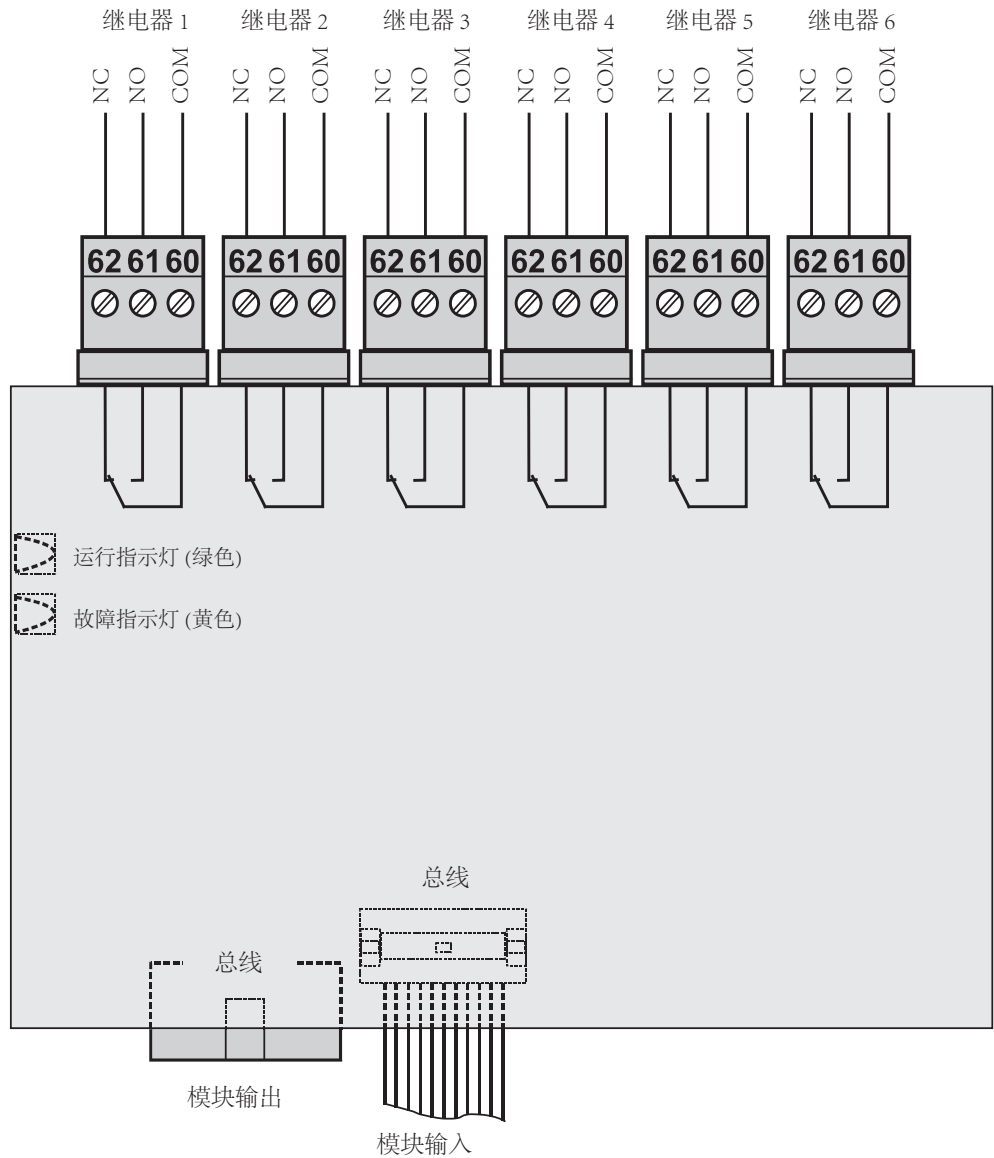 继电器 1 继电器 2 继电器 3 继电器 4 继电器 5 继电器 6
NC NO COM NC NO COM NC NO COM NC NO COM NC NO COM NC NO COM
62 61 60 62 61 60 62 61 60 62 61 60 62 61 60 62 61 60
运行指示灯 (绿色)
故障指示灯 (黄色)
总线
总线
模块输出
模块输入